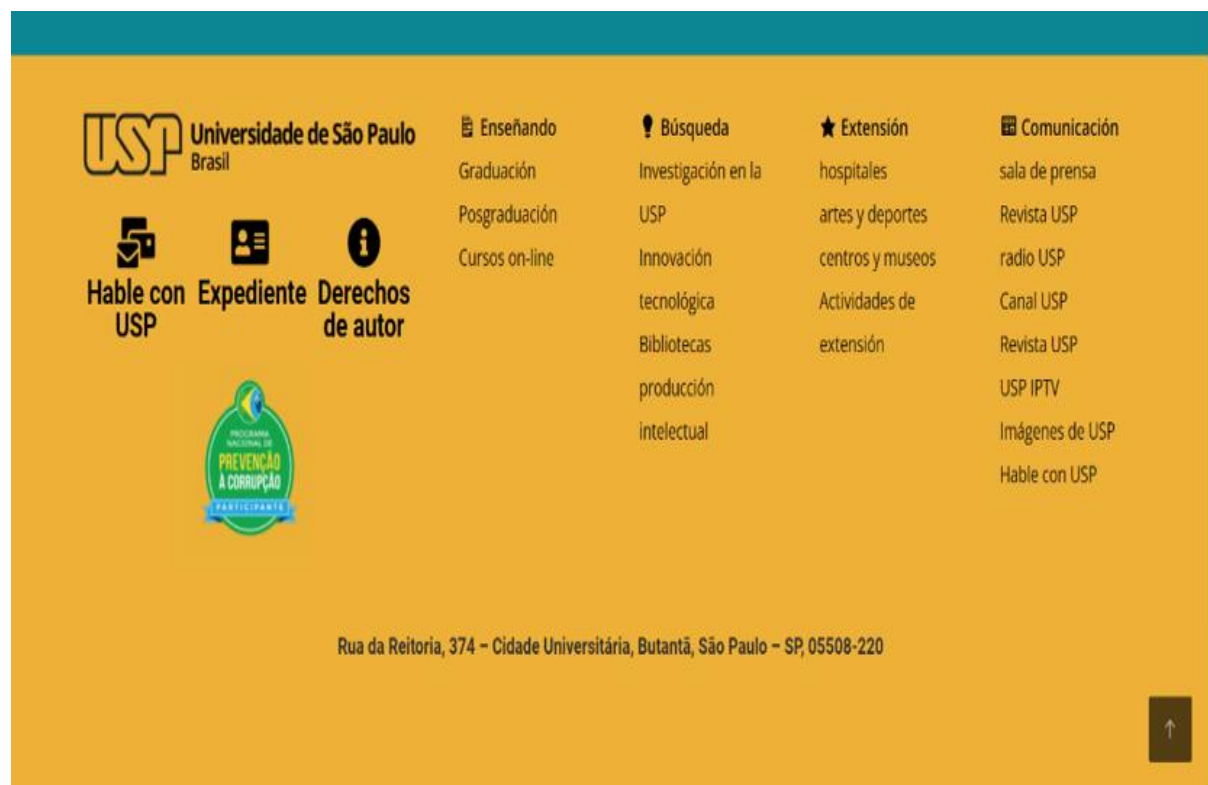 USP Universidade de São Paulo
Brasil
Hable con
USP
Expediente
Derechos
de autor
PROGRAMA
NACIONAL DE
PREVENÇÃO
À CORRUPÇÃO
PARTICIPANTE
Enseñando
Graduación
Posgraduación
Cursos on-line
Búsqueda
Investigación en la
USP
Innovación
tecnológica
Bibliotecas
producción
intelectual
Extensión
hospitales
artes y deportes
centros y museos
Actividades de
extensión
Comunicación
sala de prensa
Revista USP
radio USP
Canal USP
Revista USP
USP IPTV
Imágenes de USP
Hable con USP
Rua da Reitoria, 374 – Cidade Universitária, Butantã, São Paulo – SP, 05508-220